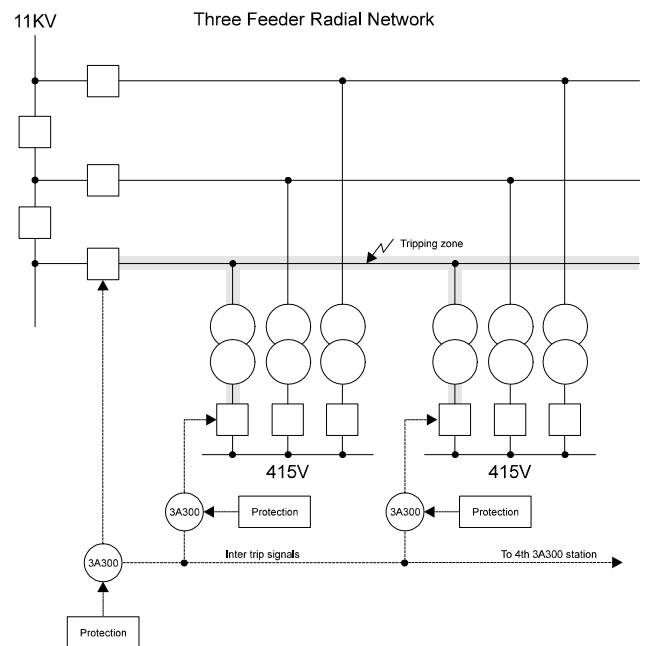 11KV
Three Feeder Radial Network
Tripping zone
415V
415V
3A300
Protection
3A300
Protection
3A300
Inter trip signals
To 4th 3A300 station
Protection